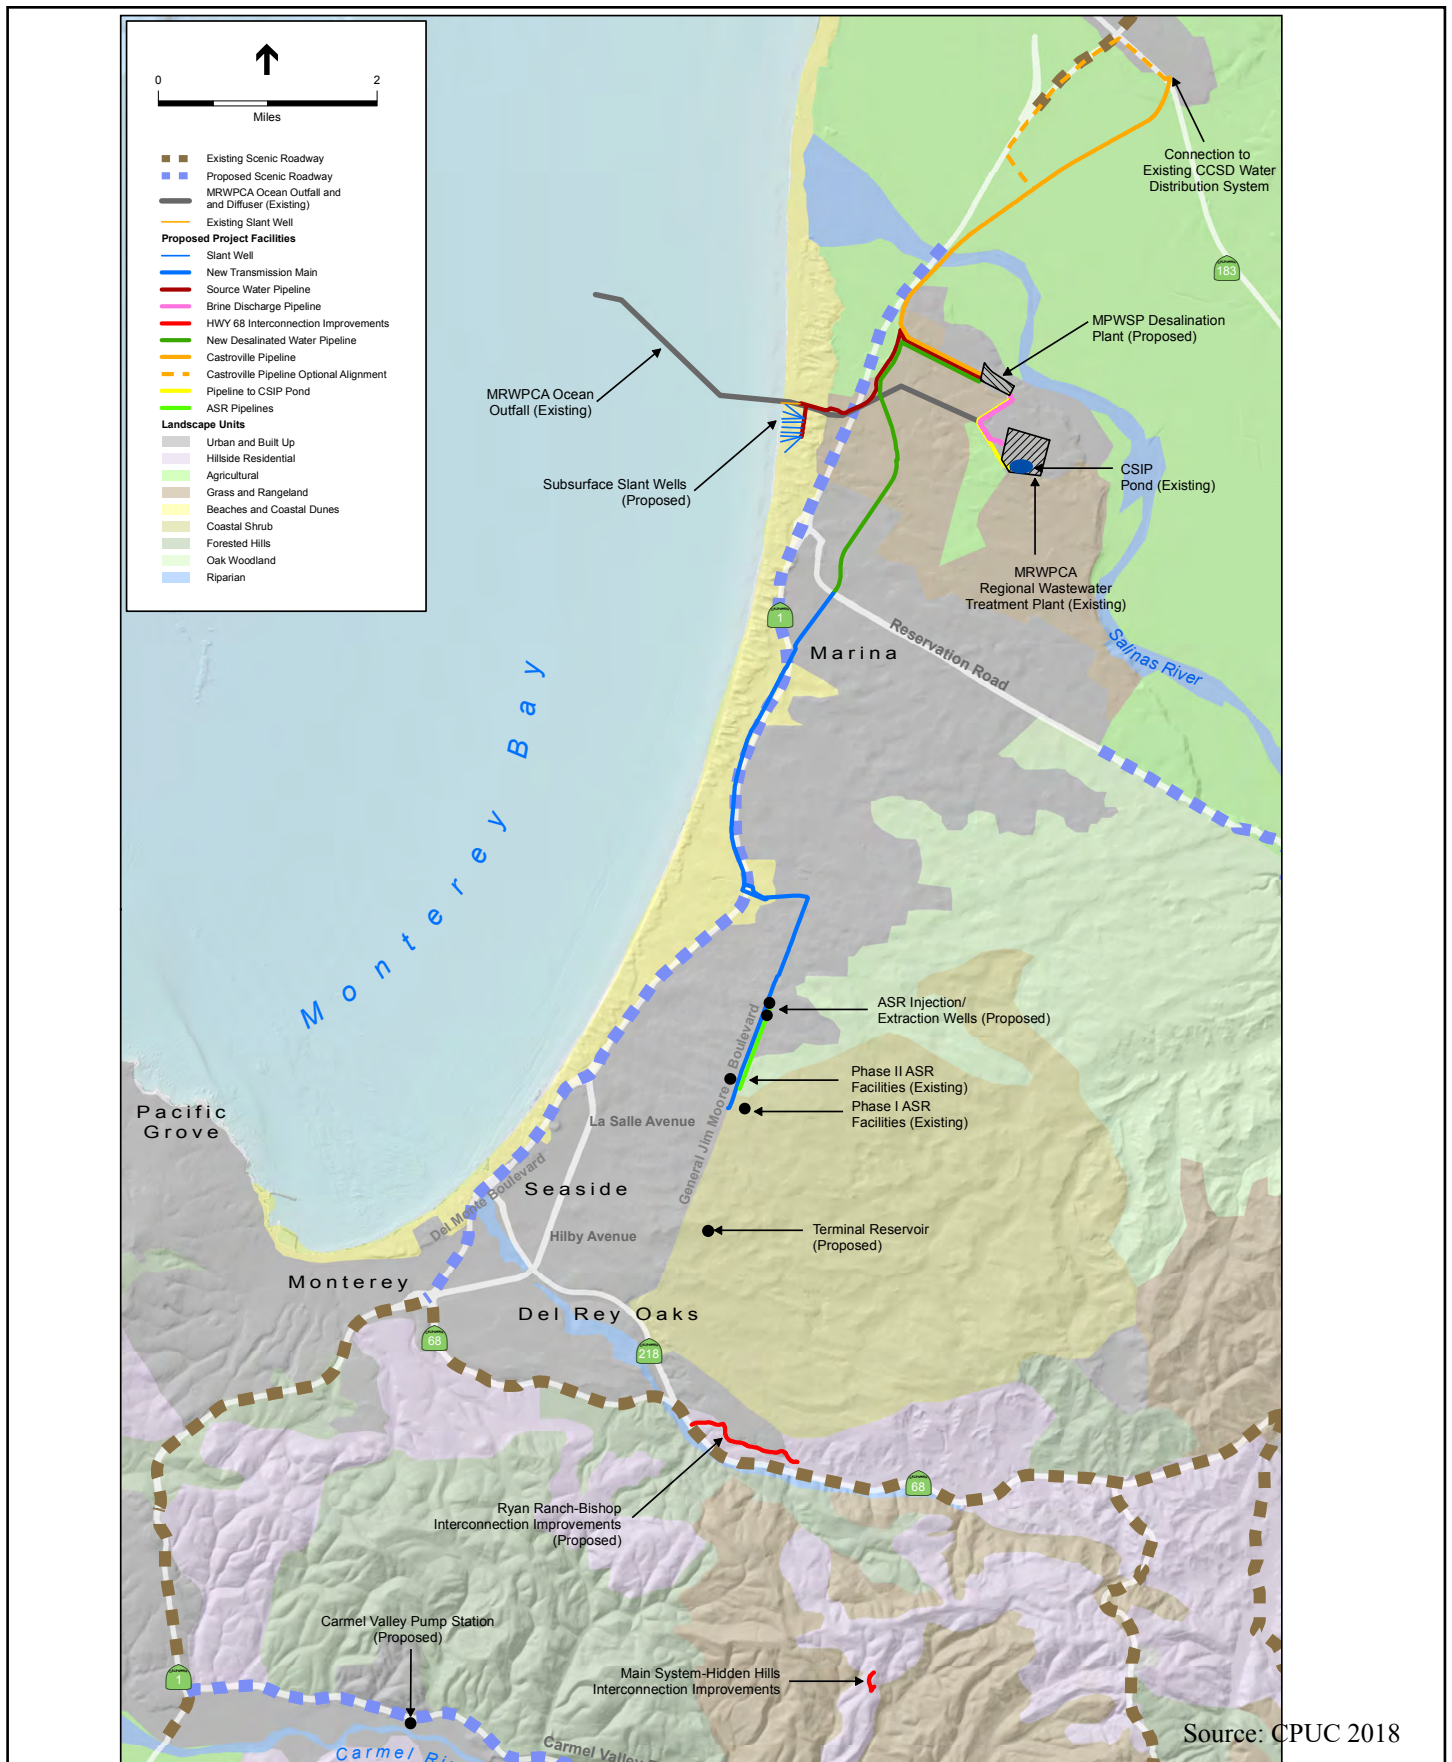 0
2
Miles
Existing Scenic Roadway
Proposed Scenic Roadway
MRWPCA Ocean Outfall and
and Diffuser (Existing)
Existing Slant Well
Proposed Project Facilities
Slant Well
New Transmission Main
Source Water Pipeline
Brine Discharge Pipeline
HWY 68 Interconnection Improvements
New Desalinated Water Pipeline
Castroville Pipeline
Castroville Pipeline Optional Alignment
Pipeline to CSIP Pond
ASR Pipelines
Landscape Units
Urban and Built Up
Hillside Residential
Agricultural
Grass and Rangeland
Beaches and Coastal Dunes
Coastal Shrub
Forested Hills
Oak Woodland
Riparian
Connection to
Existing CCSD Water
Distribution System
183
MPWSP Desalination
Plant (Proposed)
MRWPCA Ocean
Outfall (Existing)
Subsurface Slant Wells
(Proposed)
CSIP
Pond (Existing)
MRWPCA
Regional Wastewater
Treatment Plant (Existing)
1
Marina
Reservation Road
Salinas River
Monterey Bay
ASR Injection/
Extraction Wells (Proposed)
Phase II ASR
Facilities (Existing)
Phase I ASR
Facilities (Existing)
General Jim Moore Boulevard
La Salle Avenue
Pacific
Grove
Seaside
Del Monte Boulevard
Hilby Avenue
Terminal Reservoir
(Proposed)
Monterey
Del Rey Oaks
68
218
68
Ryan Ranch-Bishop
Interconnection Improvements
(Proposed)
Carmel Valley Pump Station
(Proposed)
Main System-Hidden Hills
Interconnection Improvements
1
Carmel
Carmel Valley
Source: CPUC 2018